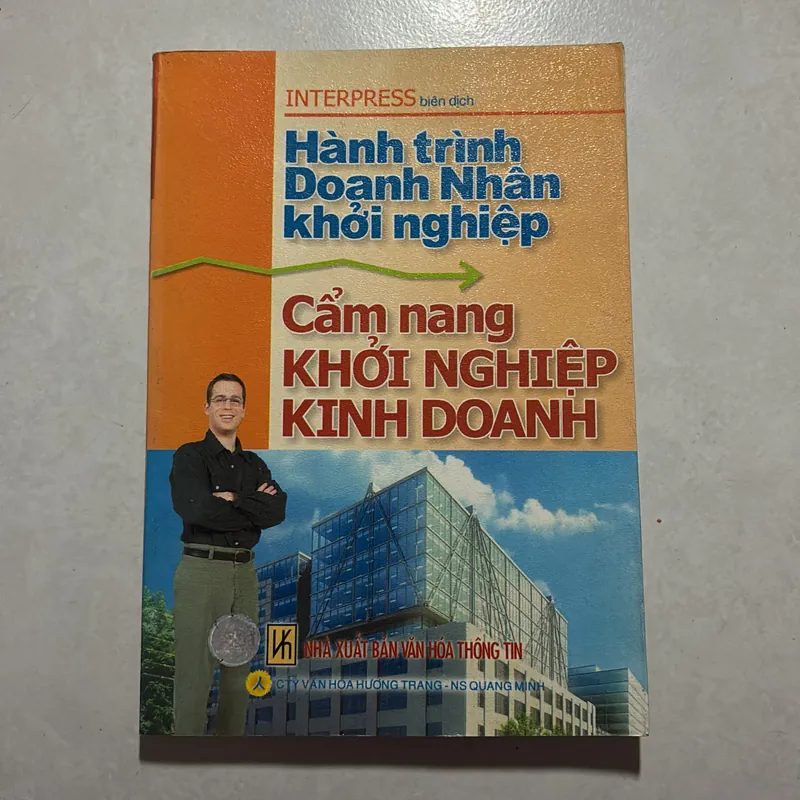 INTERPRESS biên dịch
Hành trình
Doanh Nhân
khởi nghiệp
Cẩm nang
KHỞI NGHIỆP
KINH DOANH
NHÀ XUẤT BẢN VĂN HÓA THÔNG TIN
CTY VĂN HÓA HƯƠNG TRANG - NS QUANG MINH